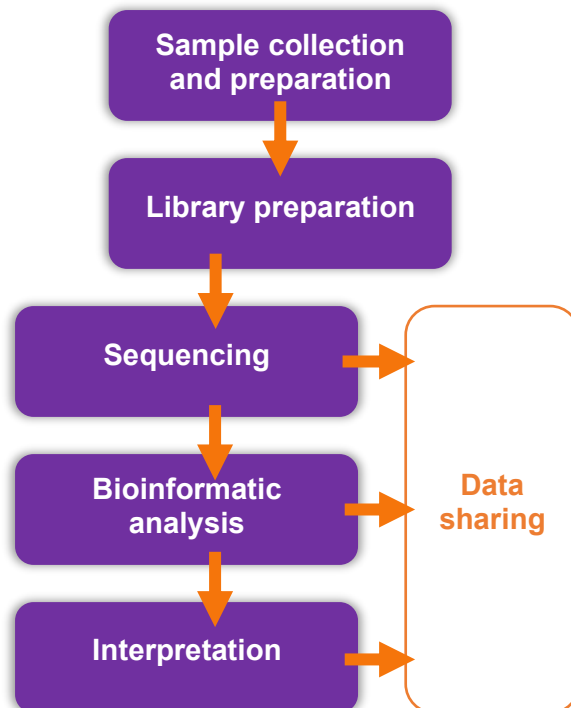 Sample collection
and preparation
Library preparation
Sequencing
Bioinformatic
analysis
Data
sharing
Interpretation